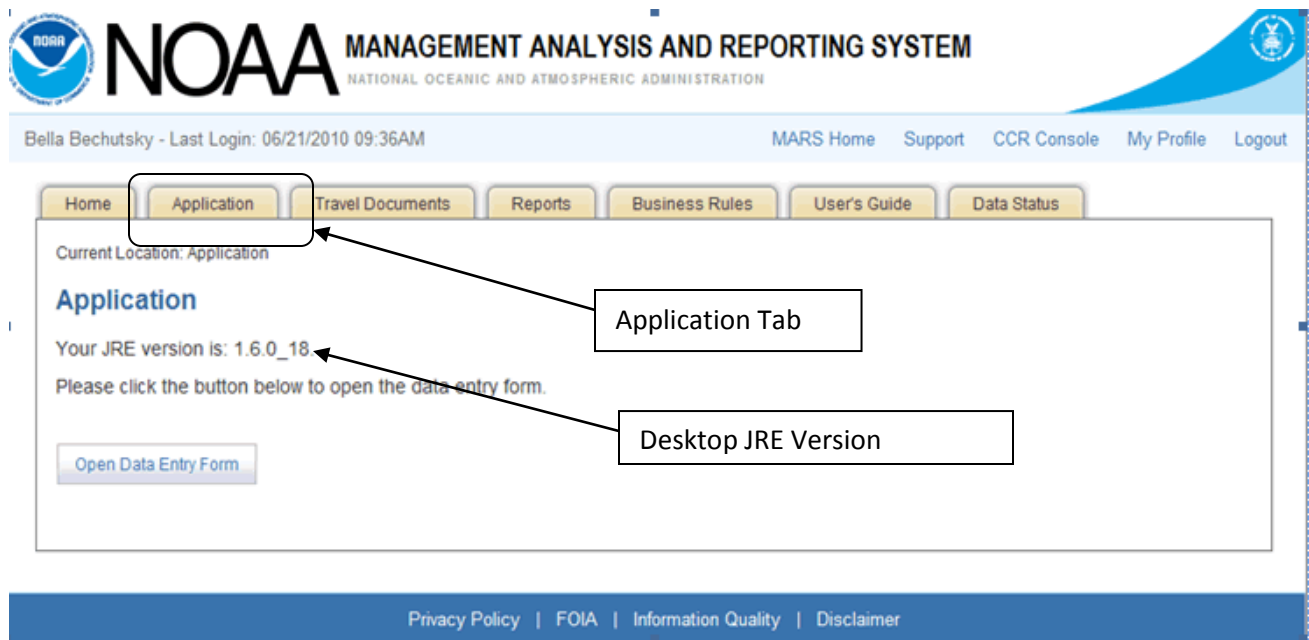 NOAA
NOAA MANAGEMENT ANALYSIS AND REPORTING SYSTEM
NATIONAL OCEANIC AND ATMOSPHERIC ADMINISTRATION
Bella Bechutsky - Last Login: 06/21/2010 09:36AM MARS Home Support CCR Console My Profile Logout
Home Application Travel Documents Reports Business Rules User's Guide Data Status
Current Location: Application
Application
Application Tab
Your JRE version is: 1.6.0_18.
Please click the button below to open the data entry form.
Desktop JRE Version
Open Data Entry Form
Privacy Policy | FOIA | Information Quality | Disclaimer